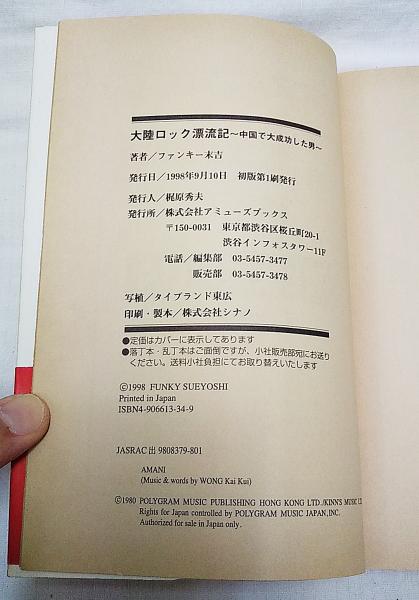 大陸ロック漂流記〜中国で大成功した男〜
著者／ファンキー末吉
発行日／1998年9月10日　初版第1刷発行
発行人／梶原秀夫
発行所／株式会社アミューズブックス
〒150-0031　東京都渋谷区桜丘町20-1
渋谷インフォスタワー11F
電話／編集部　03-5457-3477
販売部　03-5457-3478
写植／タイプランド東広
印刷・製本／株式会社シナノ
●定価はカバーに表示してあります
●落丁本・乱丁本はご面倒ですが、小社販売部宛にお送り
ください。送料小社負担にてお取り替えいたします
©1998 FUNKY SUEYOSHI
Printed in Japan
ISBN4-906613-34-9
JASRAC 出 9808379-801
AMANI
(Music & words by WONG Kai Kui)
©1980 POLYGRAM MUSIC PUBLISHING HONG KONG LTD./KINN'S MUSIC
Rights for Japan controlled by POLYGRAM MUSIC JAPAN,INC.
Authorized for sale in Japan only.